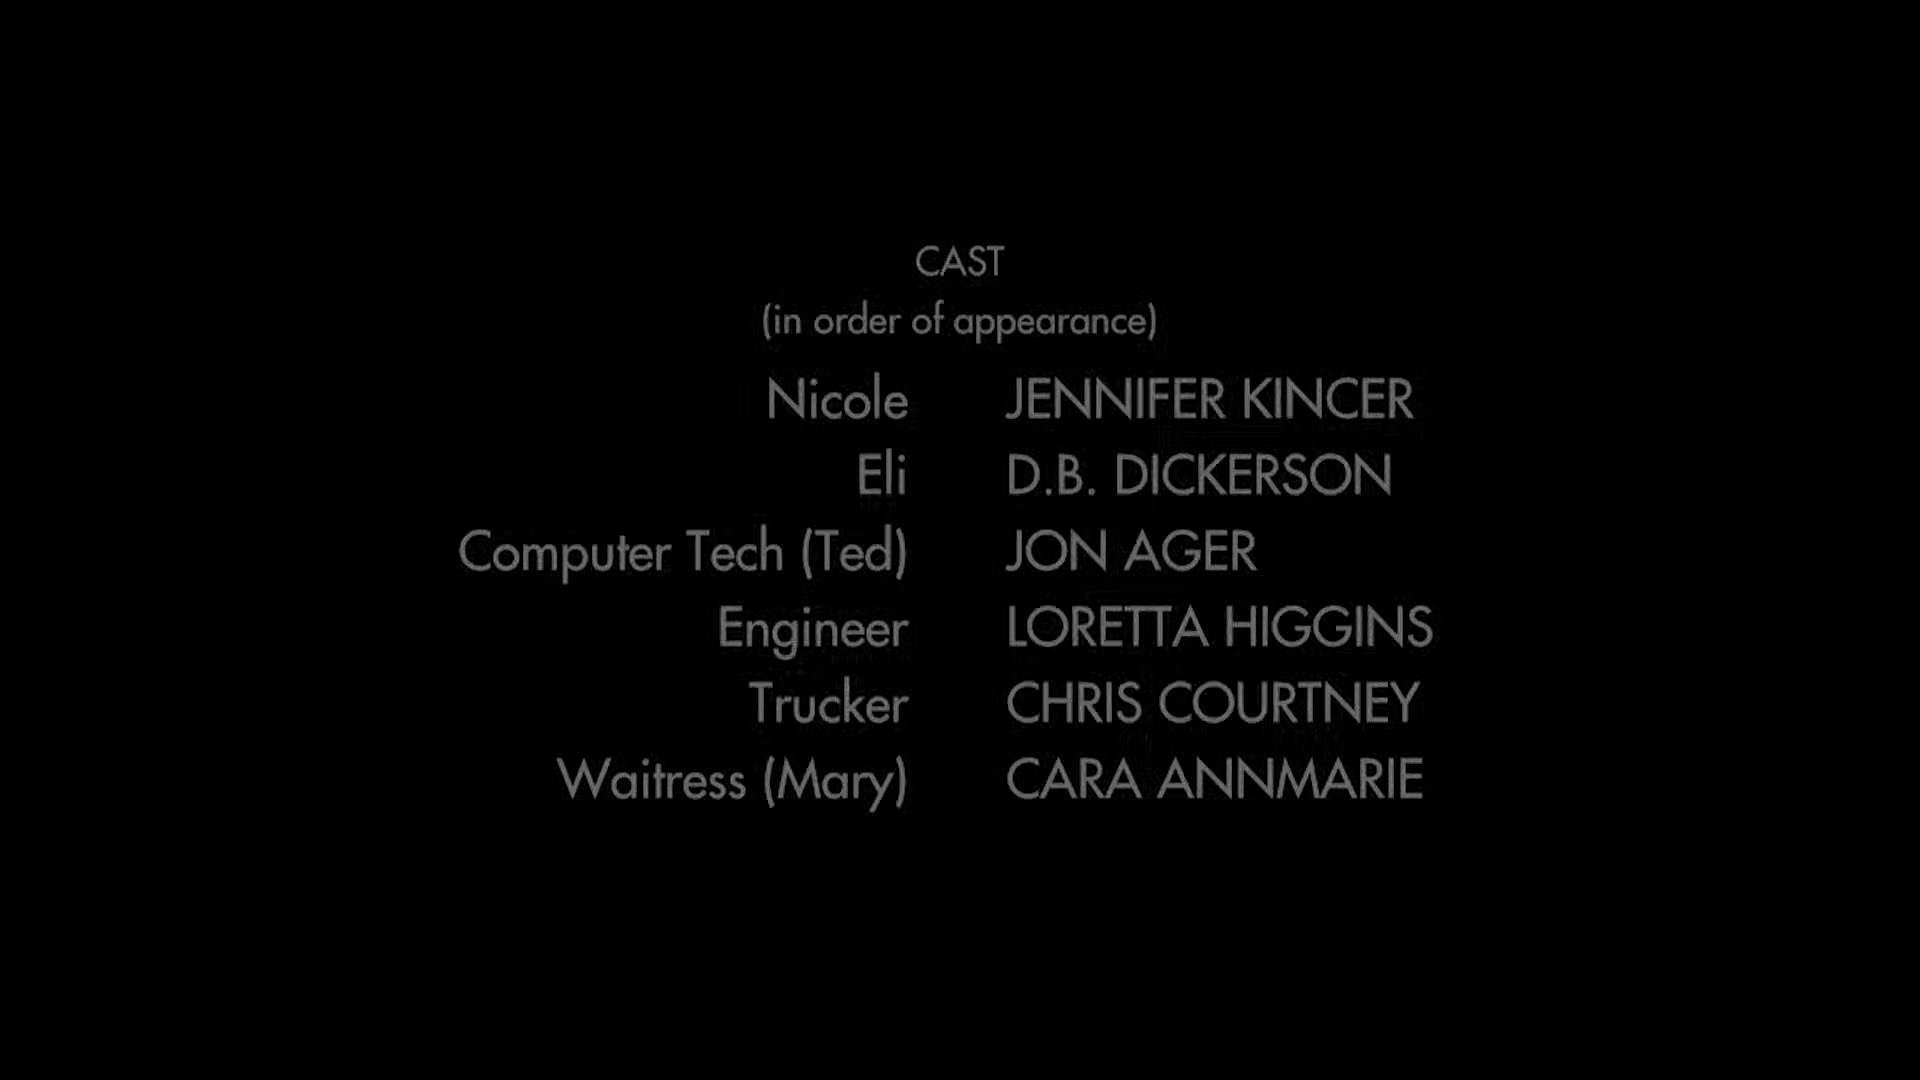 CAST
(in order of appearance)
Nicole JENNIFER KINCER
Eli D.B. DICKERSON
Computer Tech (Ted) JON AGER
Engineer LORETTA HIGGINS
Trucker CHRIS COURTNEY
Waitress (Mary) CARA ANNMARIE